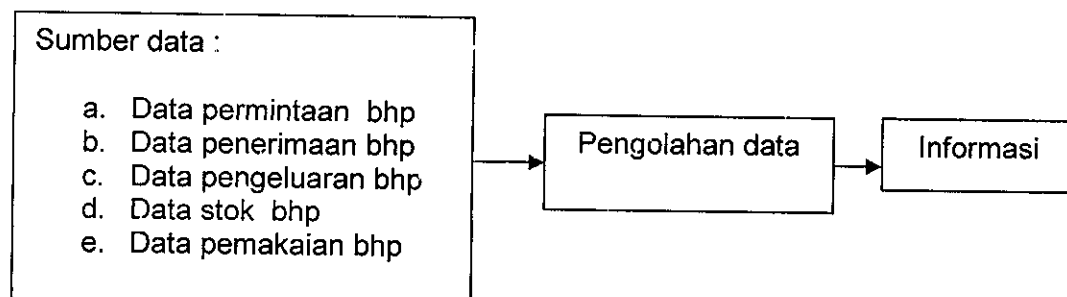 Sumber data :
a. Data permintaan bhp
b. Data penerimaan bhp
c. Data pengeluaran bhp
d. Data stok bhp
e. Data pemakaian bhp
Pengolahan data
Informasi